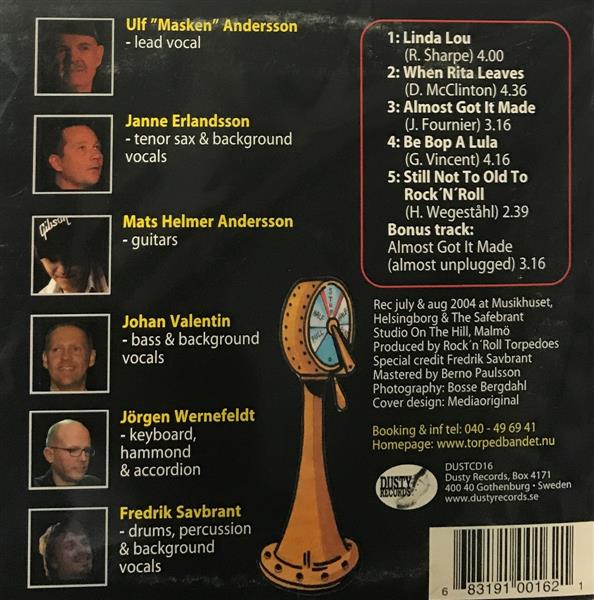 Ulf ”Masken” Andersson
- lead vocal
Janne Erlandsson
- tenor sax & background
vocals
Gibson
Mats Helmer Andersson
- guitars
Johan Valentin
- bass & background
vocals
Jörgen Wernefeldt
- keyboard,
hammond
& accordion
Fredrik Savbrant
- drums, percussion
& background
vocals
1: Linda Lou
(R. Sharpe) 4.00
2: When Rita Leaves
(D. McClinton) 4.36
3: Almost Got It Made
(J. Fournier) 3.16
4: Be Bop A Lula
(G. Vincent) 4.16
5: Still Not To Old To
Rock´N´Roll
(H. Wegeståhl) 2.39
Bonus track:
Almost Got It Made
(almost unplugged) 3.16
Rec july & aug 2004 at Musikhuset,
Helsingborg & The Safebrant
Studio On The Hill, Malmö
Produced by Rock´n´Roll Torpedoes
Special credit Fredrik Savbrant
Mastered by Berno Paulsson
Photography: Bosse Bergdahl
Cover design: Mediaoriginal
Booking & inf tel: 040 - 49 69 41
Homepage: www.torpedbandet.nu
DUSTY
RECORDS
DUSTCD16
Dusty Records, Box 4171
400 40 Gothenburg • Sweden
www.dustyrecords.se
6 83191 00162 1